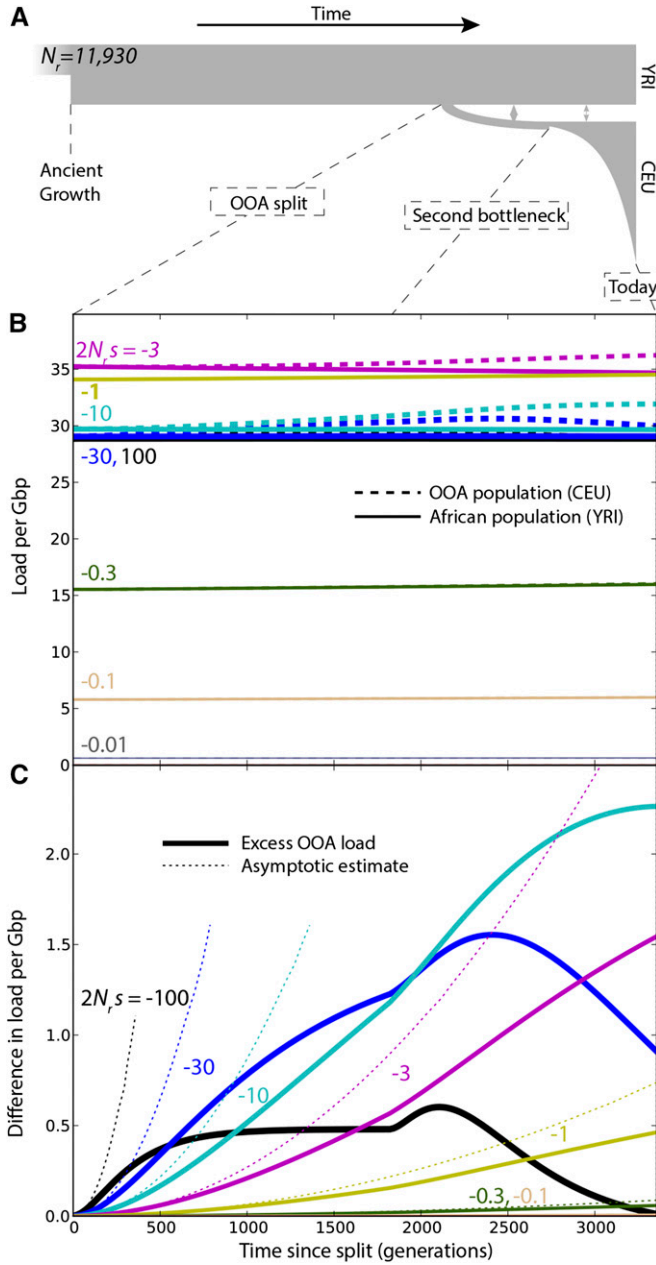 A
Time
Nr=11,930
YRI
CEU
Ancient
Growth
OOA split
Second bottleneck
Today
B
2Nr s = -3
-1
-10
-30, 100
-0.3
-0.1
-0.01
OOA population (CEU)
African population (YRI)
Load per Gbp
35
30
25
20
15
10
5
0
C
Excess OOA load
Asymptotic estimate
2Nr s = -100
-30
-10
-3
-1
-0.3, -0.1
Difference in load per Gbp
2.0
1.5
1.0
0.5
0.0
0 500 1000 1500 2000 2500 3000
Time since split (generations)